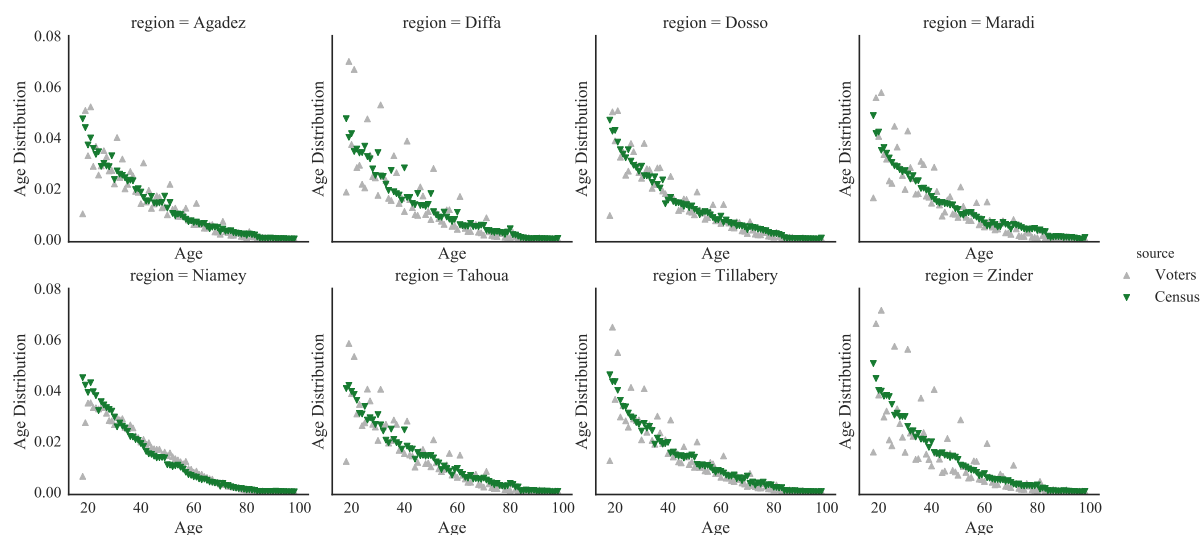 region = Agadez
region = Diffa
region = Dosso
region = Maradi
0.08
0.06
0.04
0.02
0.00
Age Distribution
Age Distribution
Age Distribution
Age Distribution
Age
Age
Age
Age
region = Niamey
region = Tahoua
region = Tillabery
region = Zinder
0.08
0.06
0.04
0.02
0.00
Age Distribution
Age Distribution
Age Distribution
Age Distribution
20 40 60 80 100
20 40 60 80 100
20 40 60 80 100
20 40 60 80 100
Age
Age
Age
Age
source
Voters
Census